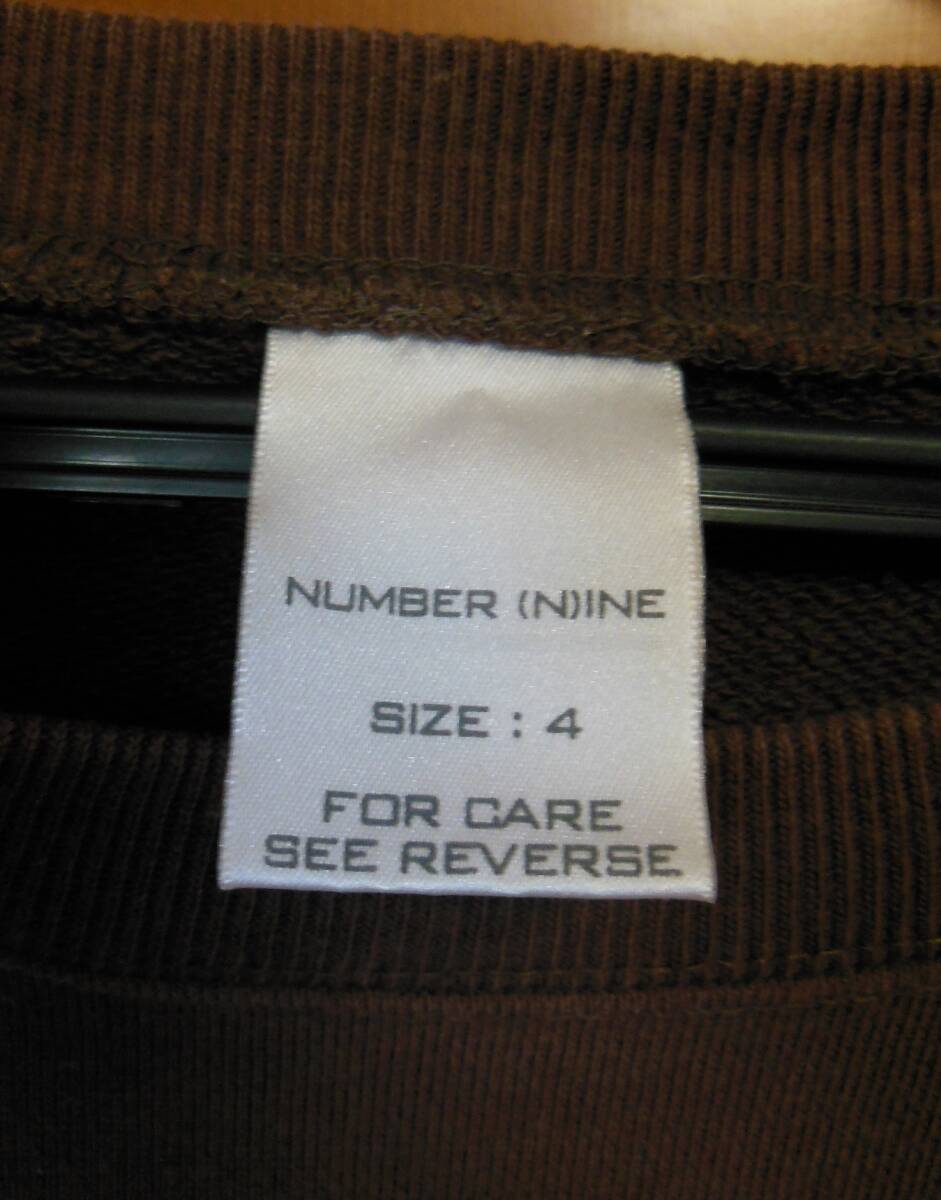 NUMBER (N)INE
SIZE : 4
FOR CARE
SEE REVERSE